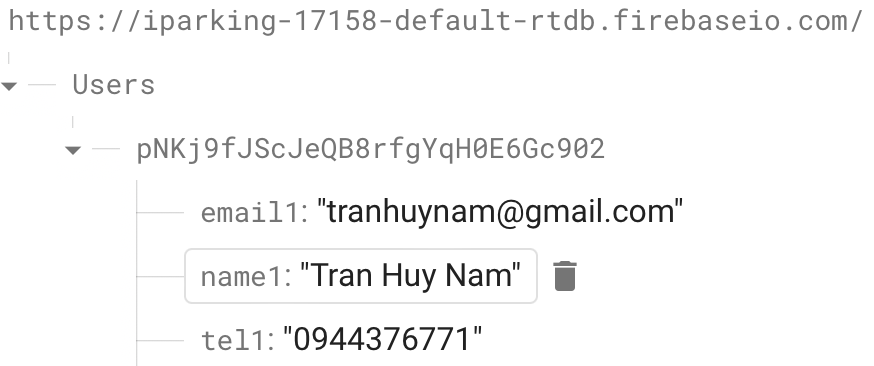 https://iparking-17158-default-rtdb.firebaseio.com/
Users
pNKj9fJScJeQB8rfgYqH0E6Gc902
email1: "tranhuynam@gmail.com"
name1: "Tran Huy Nam"
tel1: "0944376771"